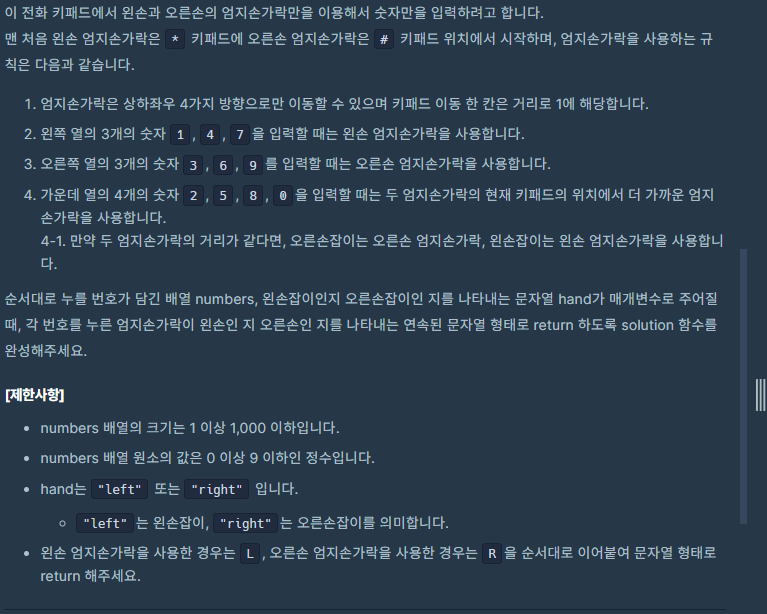 이 전화 키패드에서 왼손과 오른손의 엄지손가락만을 이용해서 숫자만을 입력하려고 합니다.
맨 처음 왼손 엄지손가락은 * 키패드에 오른손 엄지손가락은 # 키패드 위치에서 시작하며, 엄지손가락을 사용하는 규
칙은 다음과 같습니다.
1. 엄지손가락은 상하좌우 4가지 방향으로만 이동할 수 있으며 키패드 이동 한 칸은 거리로 1에 해당합니다.
2. 왼쪽 열의 3개의 숫자 1, 4, 7을 입력할 때는 왼손 엄지손가락을 사용합니다.
3. 오른쪽 열의 3개의 숫자 3, 6, 9를 입력할 때는 오른손 엄지손가락을 사용합니다.
4. 가운데 열의 4개의 숫자 2, 5, 8, 0을 입력할 때는 두 엄지손가락의 현재 키패드의 위치에서 더 가까운 엄지
손가락을 사용합니다.
4-1. 만약 두 엄지손가락의 거리가 같다면, 오른손잡이는 오른손 엄지손가락, 왼손잡이는 왼손 엄지손가락을 사용합니
다.
순서대로 누를 번호가 담긴 배열 numbers, 왼손잡이인지 오른손잡이인 지를 나타내는 문자열 hand가 매개변수로 주어질
때, 각 번호를 누른 엄지손가락이 왼손인 지 오른손인 지를 나타내는 연속된 문자열 형태로 return 하도록 solution 함수를
완성해주세요.
[제한사항]
• numbers 배열의 크기는 1 이상 1,000 이하입니다.
• numbers 배열 원소의 값은 0 이상 9 이하인 정수입니다.
• hand는 "left" 또는 "right" 입니다.
◦ "left"는 왼손잡이, "right"는 오른손잡이를 의미합니다.
• 왼손 엄지손가락을 사용한 경우는 L, 오른손 엄지손가락을 사용한 경우는 R을 순서대로 이어붙여 문자열 형태로
return 해주세요.